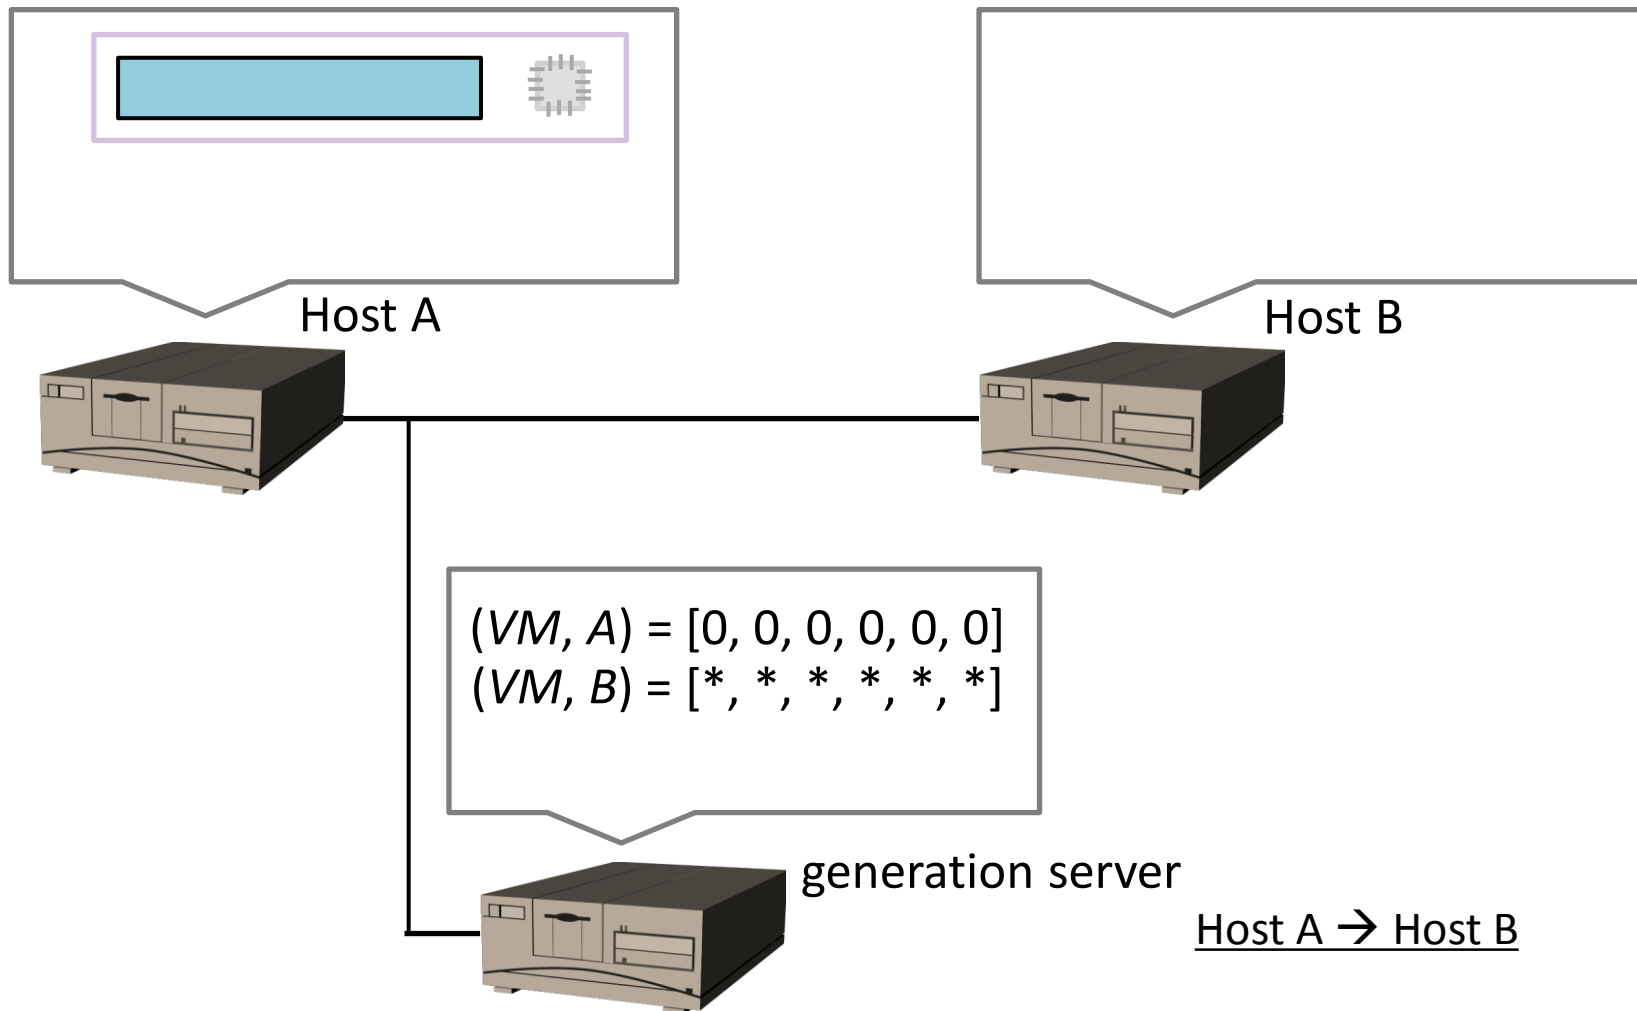 Host A
Host B
(VM, A) = [0, 0, 0, 0, 0, 0]
(VM, B) = [*, *, *, *, *, *]
generation server
Host A → Host B